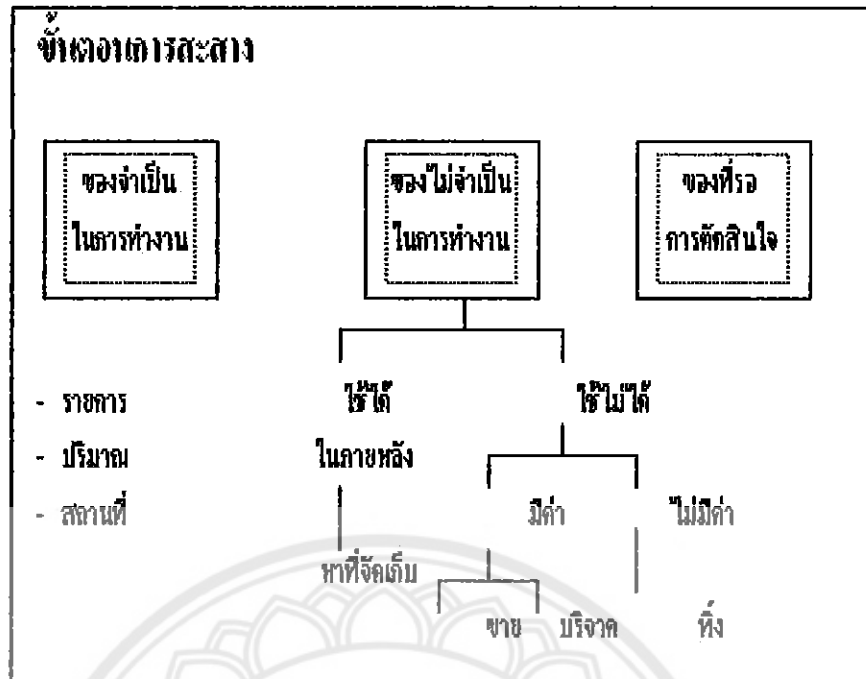 ขั้นตอนการสะสาง
ของจำเป็น
ในการทำงาน
ของไม่จำเป็น
ในการทำงาน
ของที่รอ
การตัดสินใจ
- รายการ
- ปริมาณ
- สถานที่
ใช้ได้
ในภายหลัง
หาที่จัดเก็บ
ใช้ไม่ได้
มีค่า
ไม่มีค่า
ขาย
บริจาค
ทิ้ง